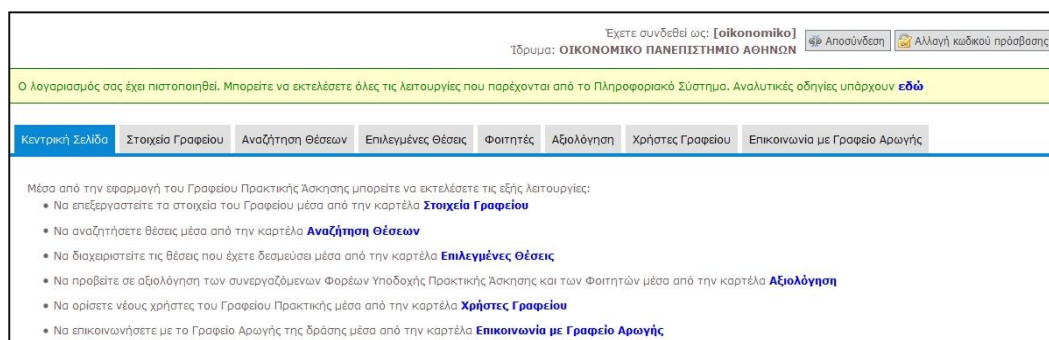 Έχετε συνδεθεί ως: [oikonomiko]
Ίδρυμα: ΟΙΚΟΝΟΜΙΚΟ ΠΑΝΕΠΙΣΤΗΜΙΟ ΑΘΗΝΩΝ
Αποσύνδεση Αλλαγή κωδικού πρόσβασης
Ο λογαριασμός σας έχει πιστοποιηθεί. Μπορείτε να εκτελέσετε όλες τις λειτουργίες που παρέχονται από το Πληροφοριακό Σύστημα. Αναλυτικές οδηγίες υπάρχουν εδώ
Κεντρική Σελίδα Στοιχεία Γραφείου Αναζήτηση Θέσεων Επιλεγμένες Θέσεις Φοιτητές Αξιολόγηση Χρήστες Γραφείου Επικοινωνία με Γραφείο Αρωγής
Μέσα από την εφαρμογή του Γραφείου Πρακτικής Άσκησης μπορείτε να εκτελέσετε τις εξής λειτουργίες:
• Να επεξεργαστείτε τα στοιχεία του Γραφείου μέσα από την καρτέλα Στοιχεία Γραφείου
• Να αναζητήσετε θέσεις μέσα από την καρτέλα Αναζήτηση Θέσεων
• Να διαχειριστείτε τις θέσεις που έχετε δεσμεύσει μέσα από την καρτέλα Επιλεγμένες Θέσεις
• Να προβείτε σε αξιολόγηση των συνεργαζόμενων Φορέων Υποδοχής Πρακτικής Άσκησης και των Φοιτητών μέσα από την καρτέλα Αξιολόγηση
• Να ορίσετε νέους χρήστες του Γραφείου Πρακτικής μέσα από την καρτέλα Χρήστες Γραφείου
• Να επικοινωνήσετε με το Γραφείο Αρωγής της δράσης μέσα από την καρτέλα Επικοινωνία με Γραφείο Αρωγής